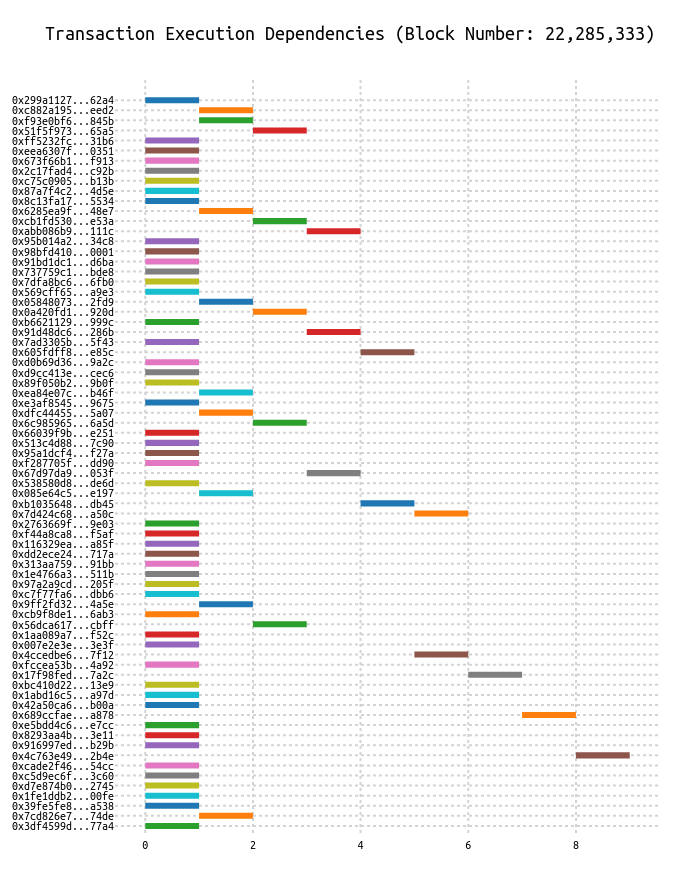 Transaction Execution Dependencies (Block Number: 22,285,333)
0x299a1127...62a4
0xc882a195...eed2
0xf93e0bf6...845b
0x51f5f973...65a5
0xff5232fc...31b6
0xeea6307f...0351
0x673f66b1...f913
0x2c17fad4...c92b
0xc75c0905...b13b
0x87a7f4c2...4d5e
0x8c13fa17...5534
0x6285ea9f...48e7
0xcb1fd530...e53a
0xabb086b9...111c
0x95b014a2...34c8
0x98bfd410...0001
0x91bd1dc1...d6ba
0x737759c1...bde8
0x7dfa8bc6...6fb0
0x569cff65...a9e3
0x05848073...2fd9
0x0a420fd1...920d
0xb6621129...999c
0x91d48dc6...286b
0x7ad3305b...5f43
0x605fdff8...e85c
0xd0b69d36...9a2c
0xd9cc413e...cec6
0x89f050b2...9b0f
0xea84e07c...b46f
0xe3af8545...9675
0xdfc44455...5a07
0x6c985965...6a5d
0x66039f9b...e251
0x513c4d88...7c90
0x95a1dcf4...f27a
0xf287705f...dd90
0x67d97da9...053f
0x538580d8...de6d
0x085e64c5...e197
0xb1035648...db45
0x7d424c68...a50c
0x2763669f...9e03
0xf44a8ca8...f5af
0x116329ea...a85f
0xdd2ece24...717a
0x313aa759...91bb
0x1e4766a3...511b
0x97a2a9cd...205f
0xc7f77fa6...dbb6
0x9ff2fd32...4a5e
0xcb9f8de1...6ab3
0x56dca617...cbff
0x1aa089a7...f52c
0x007e2e3e...3e3f
0x4ccedbe6...7f12
0xfccea53b...4a92
0x17f98fed...7a2c
0xbc410d22...13e9
0x1abd16c5...a97d
0x42a50ca6...b00a
0x689ccfae...a878
0xe5bdd4c6...e7cc
0x8293aa4b...3e11
0x916997ed...b29b
0x4c763e49...2b4e
0xcade2f46...54cc
0xc5d9ec6f...3c60
0xd7e874b0...2745
0x1fe1ddb2...00fe
0x39fe5fe8...a538
0x7cd826e7...74de
0x3df4599d...77a4
0 2 4 6 8